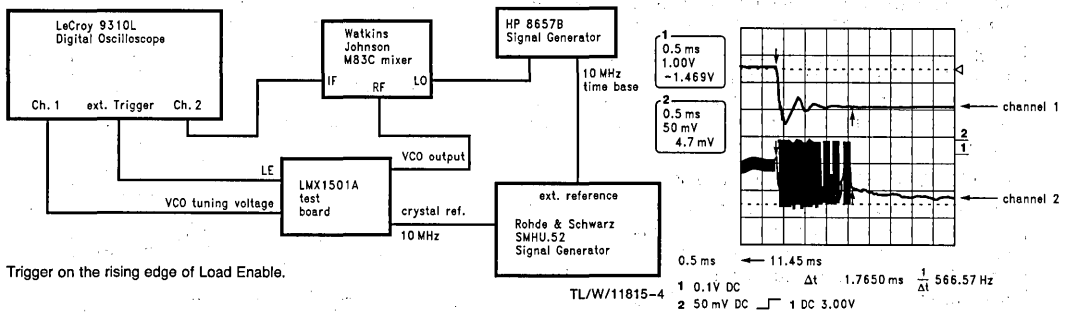 LeCroy 9310L
Digital Oscilloscope
Ch. 1
ext. Trigger
Ch. 2
Watkins
Johnson
M83C mixer
IF
LO
RF
HP 8657B
Signal Generator
10 MHz
time base
VCO output
LE
LMX1501A
test
board
VCO tuning voltage
crystal ref.
10 MHz
ext. reference
Rohde & Schwarz
SMHU.52
Signal Generator
Trigger on the rising edge of Load Enable.
TL/W/11815-4
1
0.5 ms
1.00V
-1.469V
2
0.5 ms
50 mV
4.7 mV
channel 1
2
1
channel 2
0.5 ms
11.45 ms
Δt 1.7650 ms 1/Δt 566.57 Hz
1 0.1V DC
2 50 mV DC 1 DC 3.00V